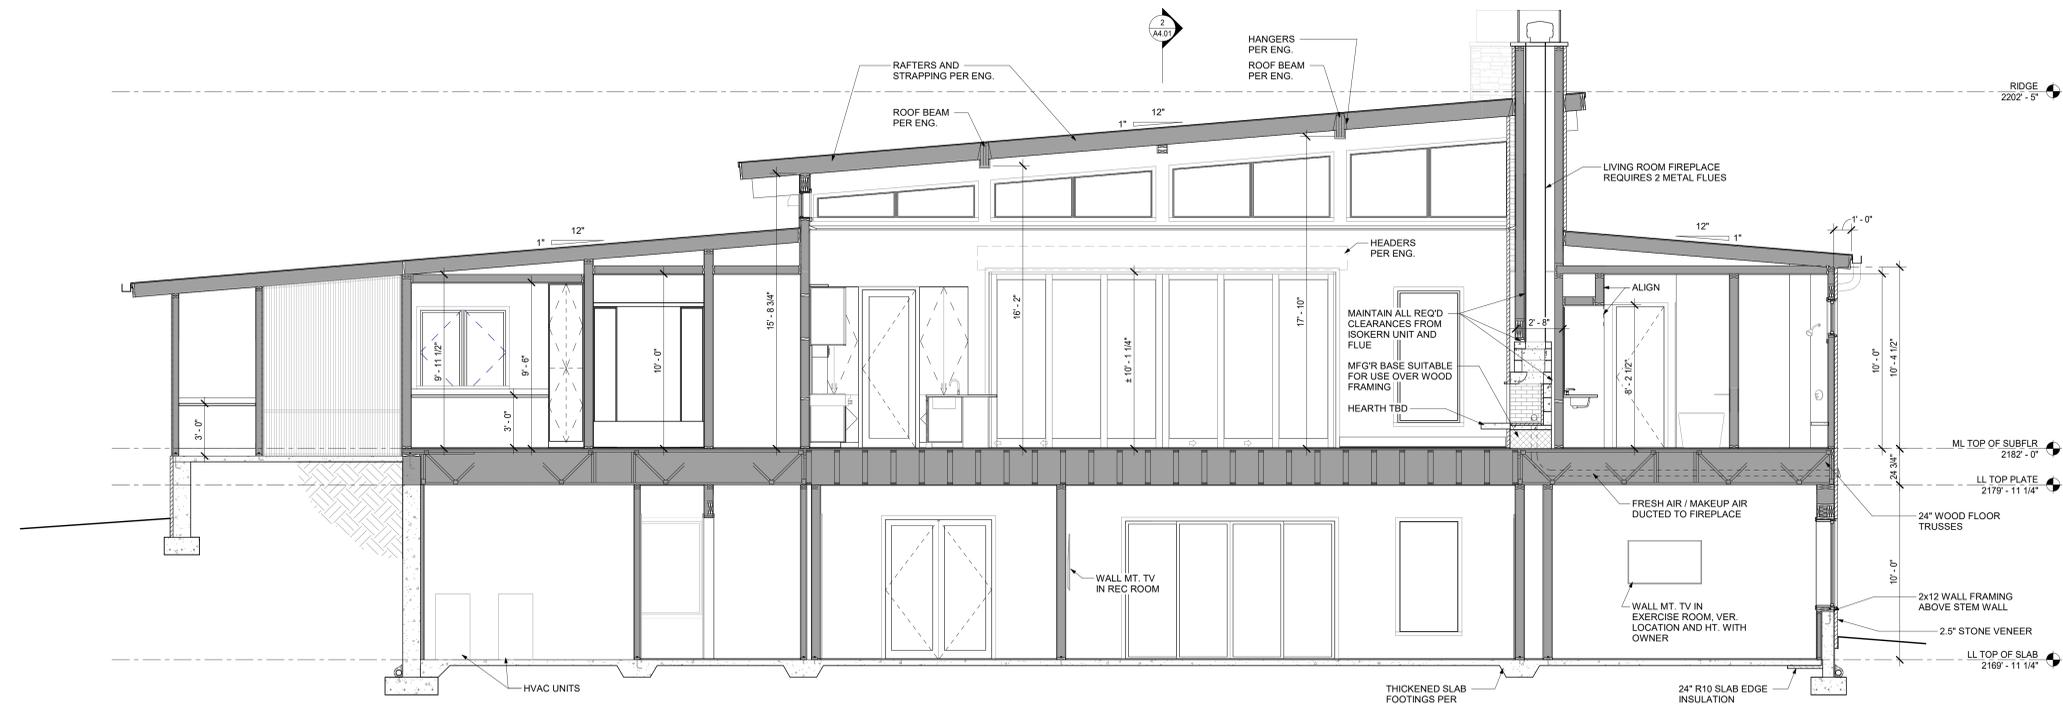 2
A4.01
HANGERS
PER ENG.
ROOF BEAM
PER ENG.
RAFTERS AND
STRAPPING PER ENG.
RIDGE
2202' - 5"
ROOF BEAM
PER ENG.
12"
1"
LIVING ROOM FIREPLACE
REQUIRES 2 METAL FLUES
1' - 0"
12"
1"
12"
1"
HEADERS
PER ENG.
ALIGN
MAINTAIN ALL REQ'D
CLEARANCES FROM
ISOKERN UNIT AND
FLUE
2' - 8"
MFG'R BASE SUITABLE
FOR USE OVER WOOD
FRAMING
HEARTH TBD
3' - 0"
9' - 11 1/2"
3' - 0"
9' - 6"
10' - 0"
15' - 8 3/4"
16' - 2"
± 10' - 1 1/4"
17' - 10"
8' - 2 1/2"
10' - 0"
10' - 4 1/2"
ML TOP OF SUBFLR
2182' - 0"
24 3/4"
LL TOP PLATE
2179' - 11 1/4"
FRESH AIR / MAKEUP AIR
DUCTED TO FIREPLACE
24" WOOD FLOOR
TRUSSES
WALL MT. TV
IN REC ROOM
10' - 0"
WALL MT. TV IN
EXERCISE ROOM, VER.
LOCATION AND HT. WITH
OWNER
2x12 WALL FRAMING
ABOVE STEM WALL
2.5" STONE VENEER
LL TOP OF SLAB
2169' - 11 1/4"
HVAC UNITS
THICKENED SLAB
FOOTINGS PER
24" R10 SLAB EDGE
INSULATION